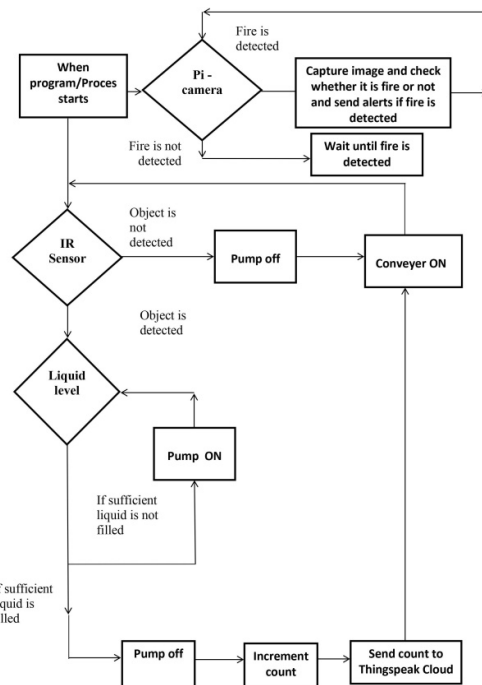 Fire is
detected
When
program/Proces
starts
Pi -
camera
Capture image and check
whether it is fire or not
and send alerts if fire is
detected
Fire is not
detected
Wait until fire is
detected
IR
Sensor
Object is
not
detected
Pump off
Conveyer ON
Object is
detected
Liquid
level
Pump ON
If sufficient
liquid is not
filled
sufficient
is
Pump off
Increment
count
Send count to
Thingspeak Cloud